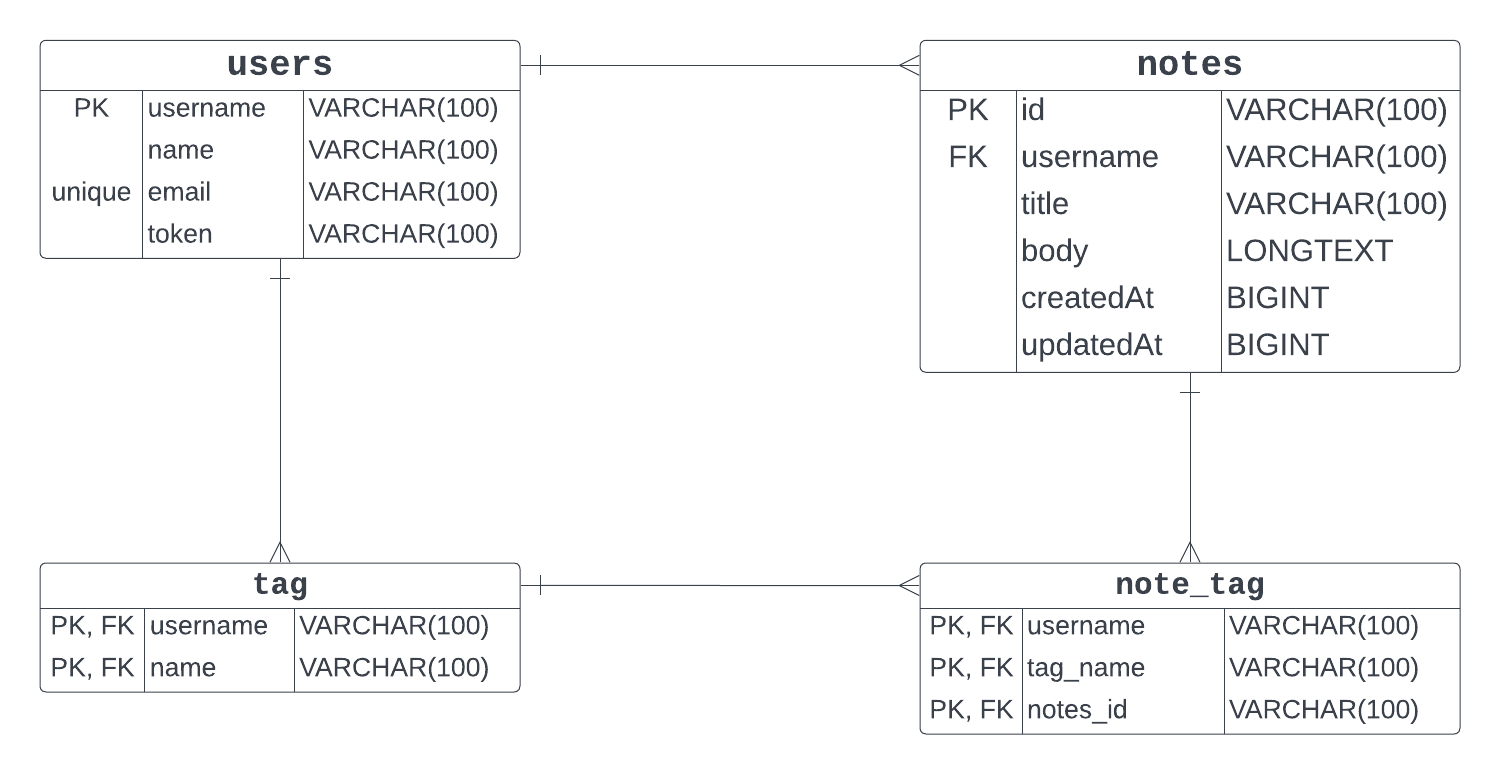 users
PK username VARCHAR(100)
name VARCHAR(100)
unique email VARCHAR(100)
token VARCHAR(100)
notes
PK id VARCHAR(100)
FK username VARCHAR(100)
title VARCHAR(100)
body LONGTEXT
createdAt BIGINT
updatedAt BIGINT
tag
PK, FK username VARCHAR(100)
PK, FK name VARCHAR(100)
note_tag
PK, FK username VARCHAR(100)
PK, FK tag_name VARCHAR(100)
PK, FK notes_id VARCHAR(100)